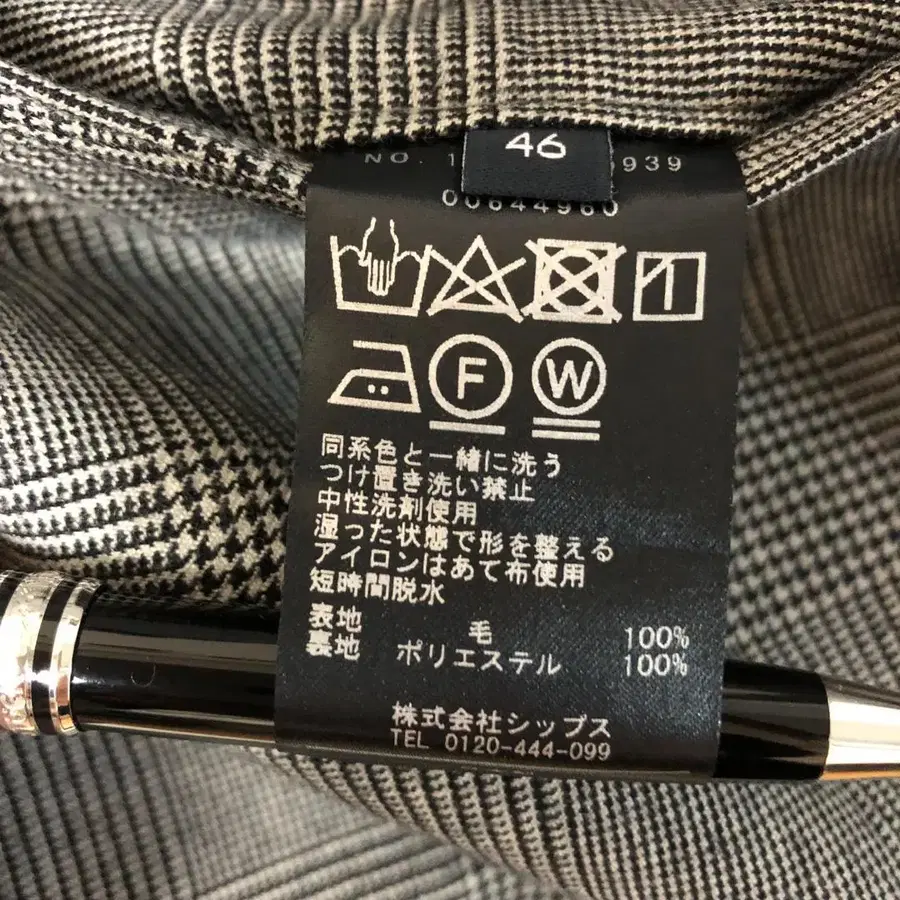 46
NO. 1 939
00644960
F W
同系色と一緒に洗う
つけ置き洗い禁止
中性洗剤使用
湿った状態で形を整える
アイロンはあて布使用
短時間脱水
表地 毛 100%
裏地 ポリエステル 100%
株式会社シップス
TEL 0120-444-099